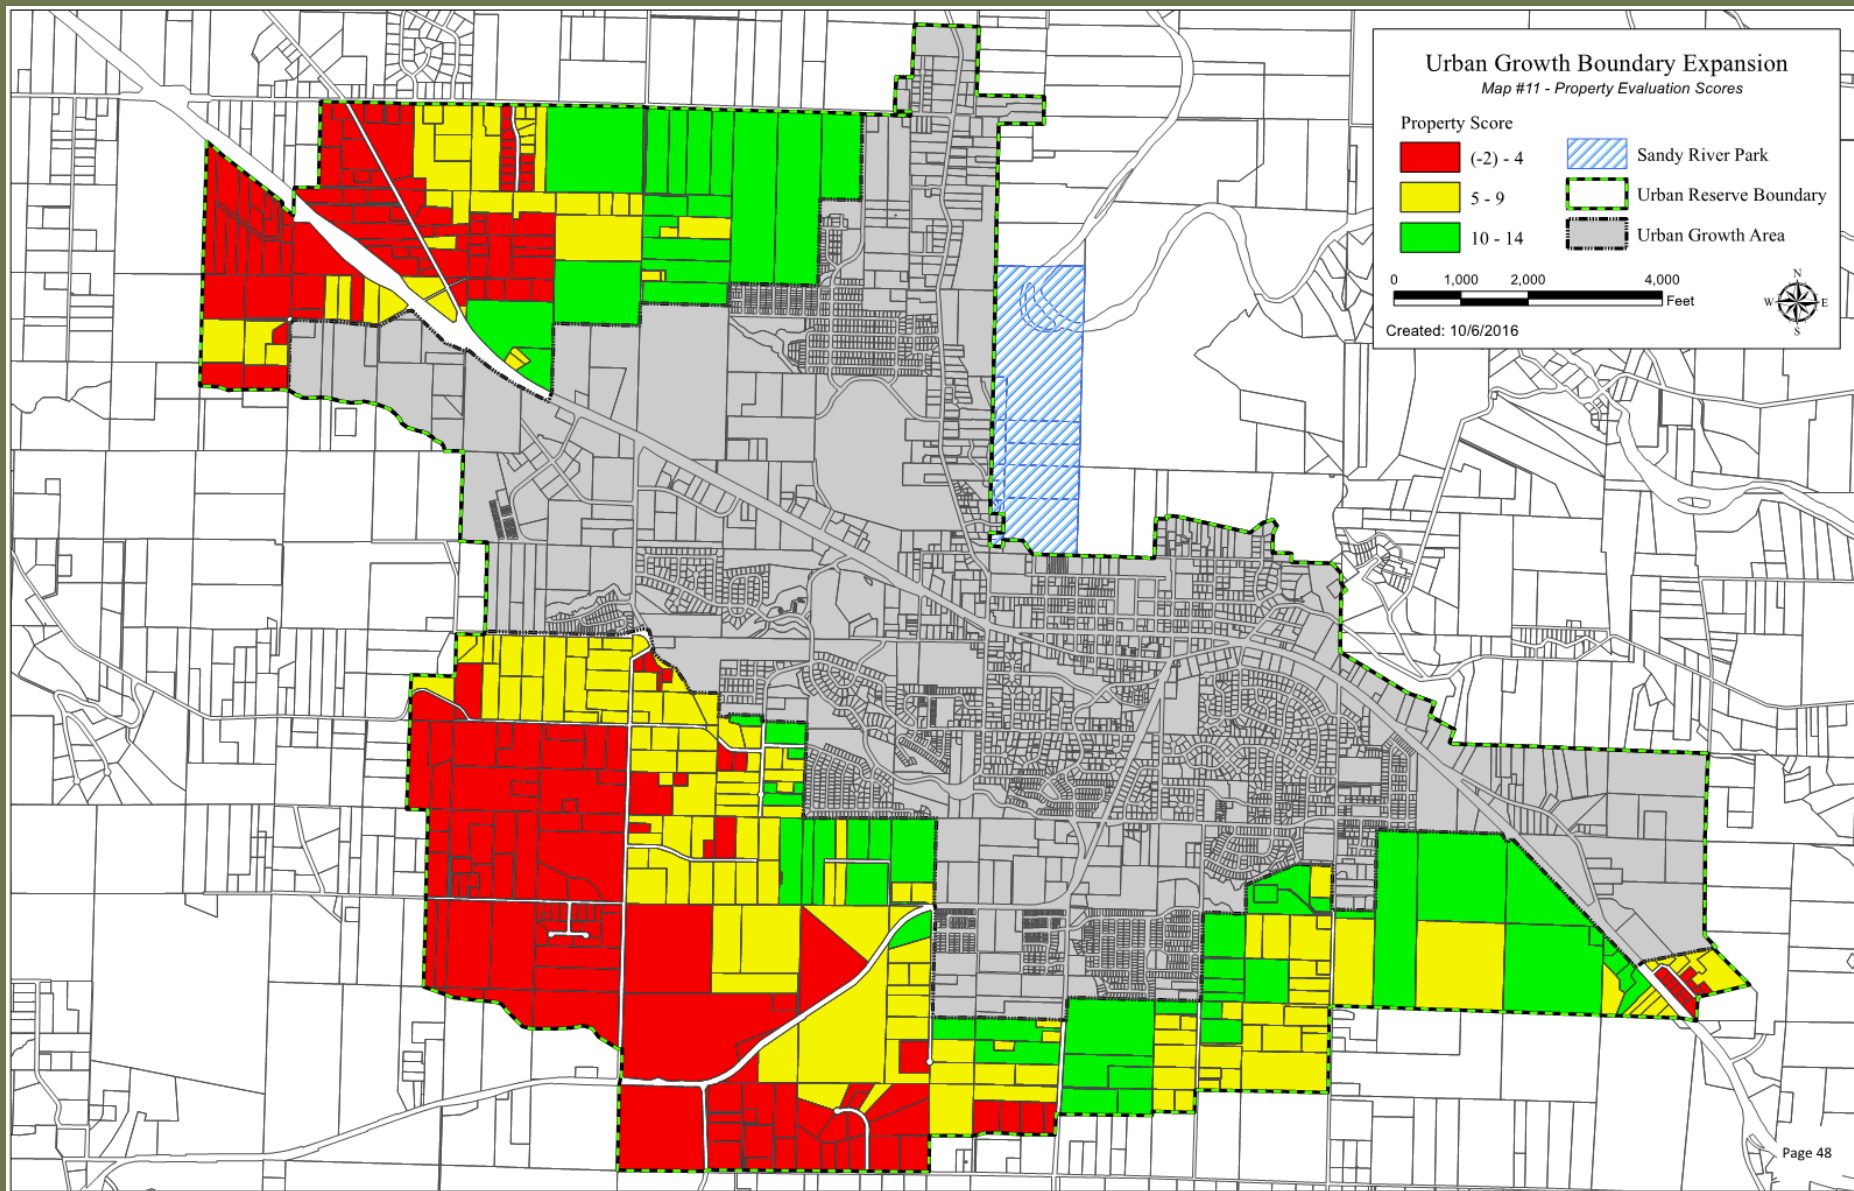 Urban Growth Boundary Expansion
Map #11 - Property Evaluation Scores
Property Score
(-2) - 4
5 - 9
10 - 14
Sandy River Park
Urban Reserve Boundary
Urban Growth Area
0 1,000 2,000 4,000
Feet
N
W E
S
Created: 10/6/2016
Page 48